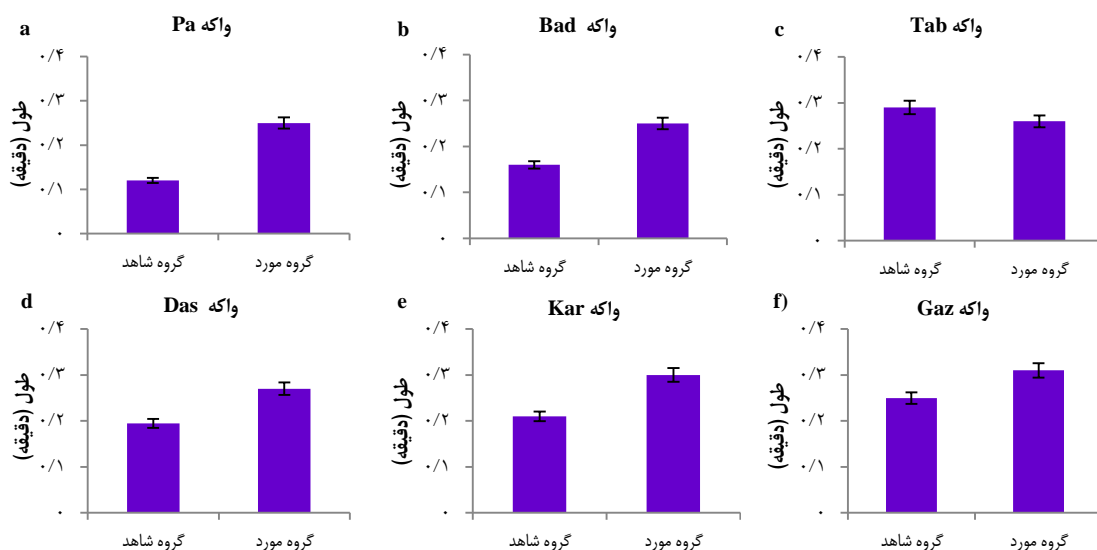 a
واکه Pa
طول (دقیقه)
۰/۴
۰/۳
۰/۲
۰/۱
۰
گروه شاهد
گروه مورد
b
واکه Bad
طول (دقیقه)
۰/۴
۰/۳
۰/۲
۰/۱
۰
گروه شاهد
گروه مورد
c
واکه Tab
طول (دقیقه)
۰/۴
۰/۳
۰/۲
۰/۱
۰
گروه شاهد
گروه مورد
d
واکه Das
طول (دقیقه)
۰/۴
۰/۳
۰/۲
۰/۱
۰
گروه شاهد
گروه مورد
e
واکه Kar
طول (دقیقه)
۰/۴
۰/۳
۰/۲
۰/۱
۰
گروه شاهد
گروه مورد
f)
واکه Gaz
طول (دقیقه)
۰/۴
۰/۳
۰/۲
۰/۱
۰
گروه شاهد
گروه مورد